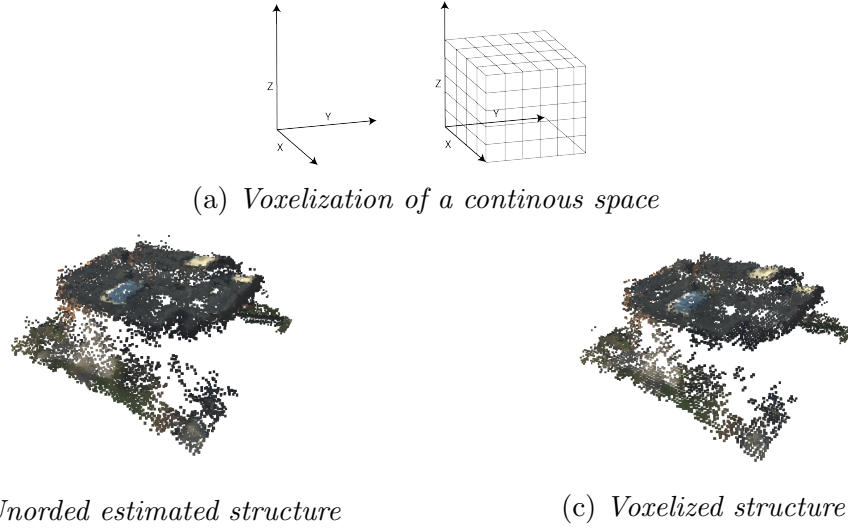 Z
Y
X
Z
Y
X
(a) Voxelization of a continous space
Unorded estimated structure
(c) Voxelized structure